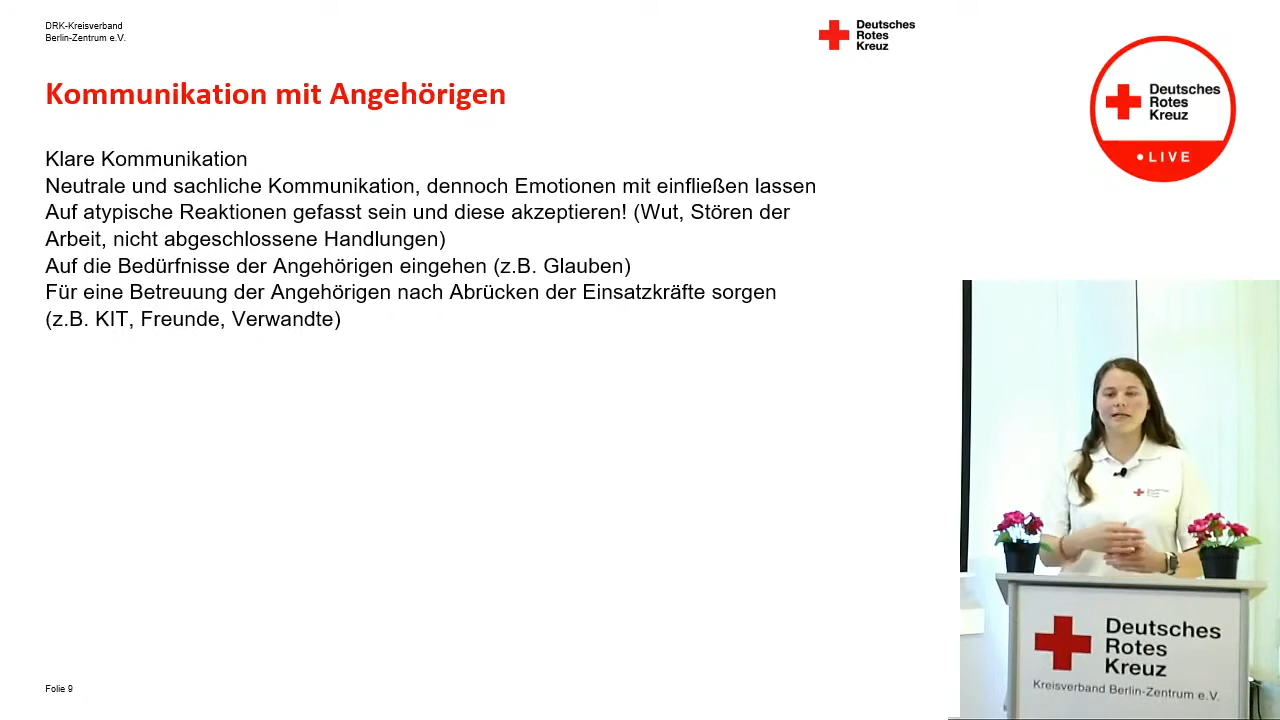 DRK-Kreisverband
Berlin-Zentrum e.V.
Deutsches
Rotes
Kreuz
Deutsches
Rotes
Kreuz
LIVE
Kommunikation mit Angehörigen
Klare Kommunikation
Neutrale und sachliche Kommunikation, dennoch Emotionen mit einfließen lassen
Auf atypische Reaktionen gefasst sein und diese akzeptieren! (Wut, Stören der
Arbeit, nicht abgeschlossene Handlungen)
Auf die Bedürfnisse der Angehörigen eingehen (z.B. Glauben)
Für eine Betreuung der Angehörigen nach Abrücken der Einsatzkräfte sorgen
(z.B. KIT, Freunde, Verwandte)
Deutsches
Rotes
Kreuz
Kreisverband Berlin-Zentrum e.V.
Folie 9